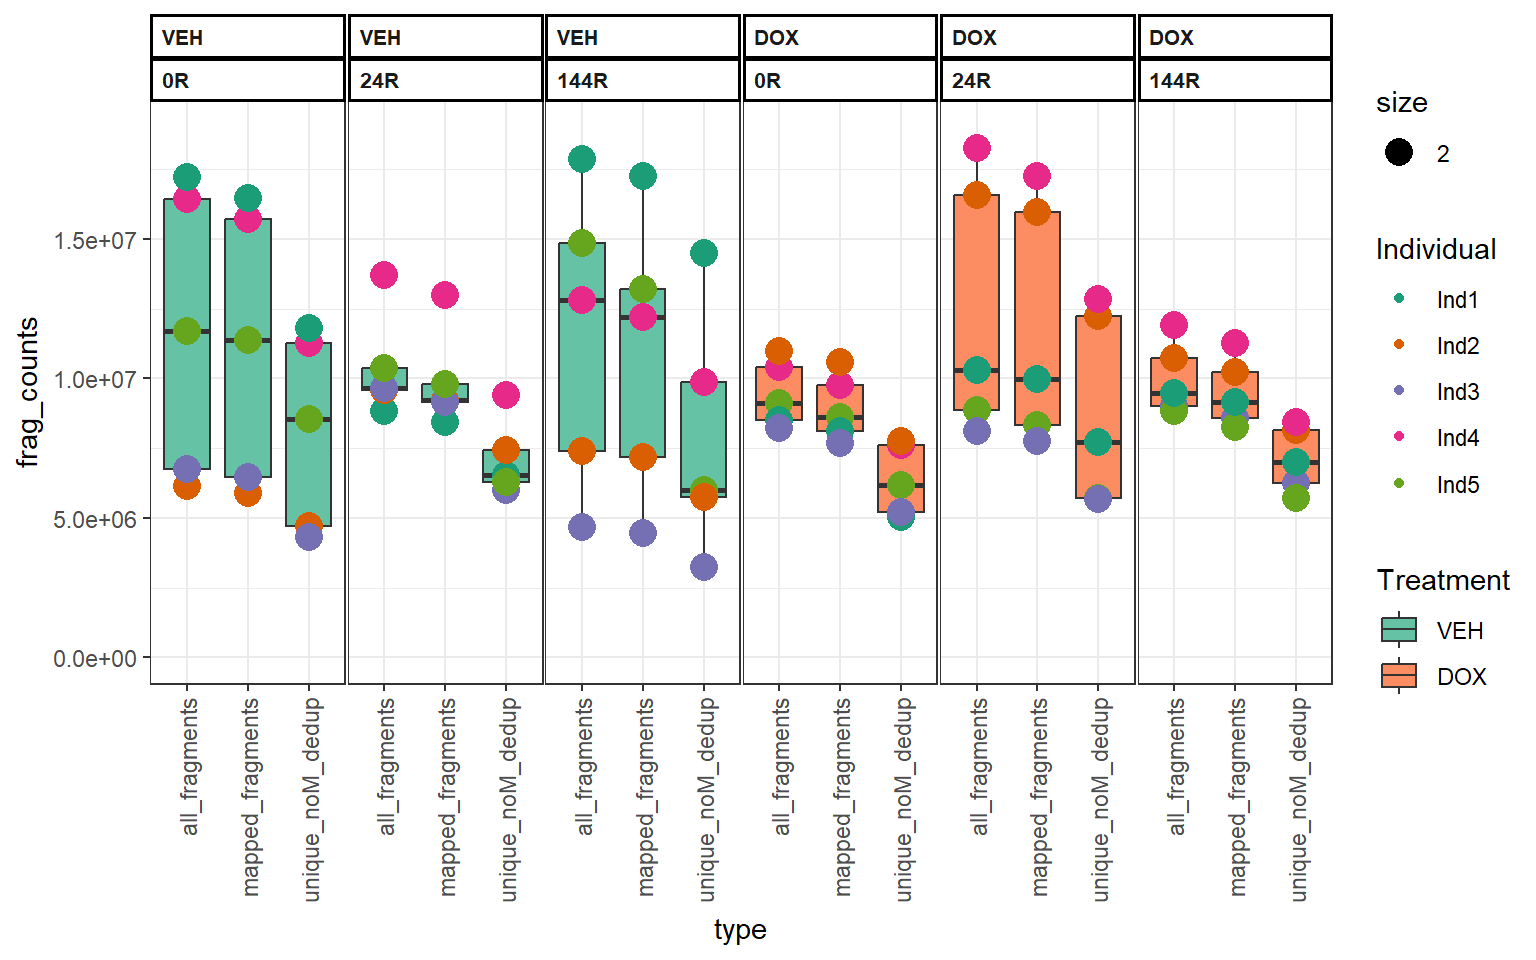 VEH VEH VEH DOX DOX DOX
0R 24R 144R 0R 24R 144R
frag_counts
1.5e+07
1.0e+07
5.0e+06
0.0e+00
all_fragments
mapped_fragments
unique_noM_dedup
all_fragments
mapped_fragments
unique_noM_dedup
all_fragments
mapped_fragments
unique_noM_dedup
all_fragments
mapped_fragments
unique_noM_dedup
all_fragments
mapped_fragments
unique_noM_dedup
all_fragments
mapped_fragments
unique_noM_dedup
type
size
2
Individual
Ind1
Ind2
Ind3
Ind4
Ind5
Treatment
VEH
DOX